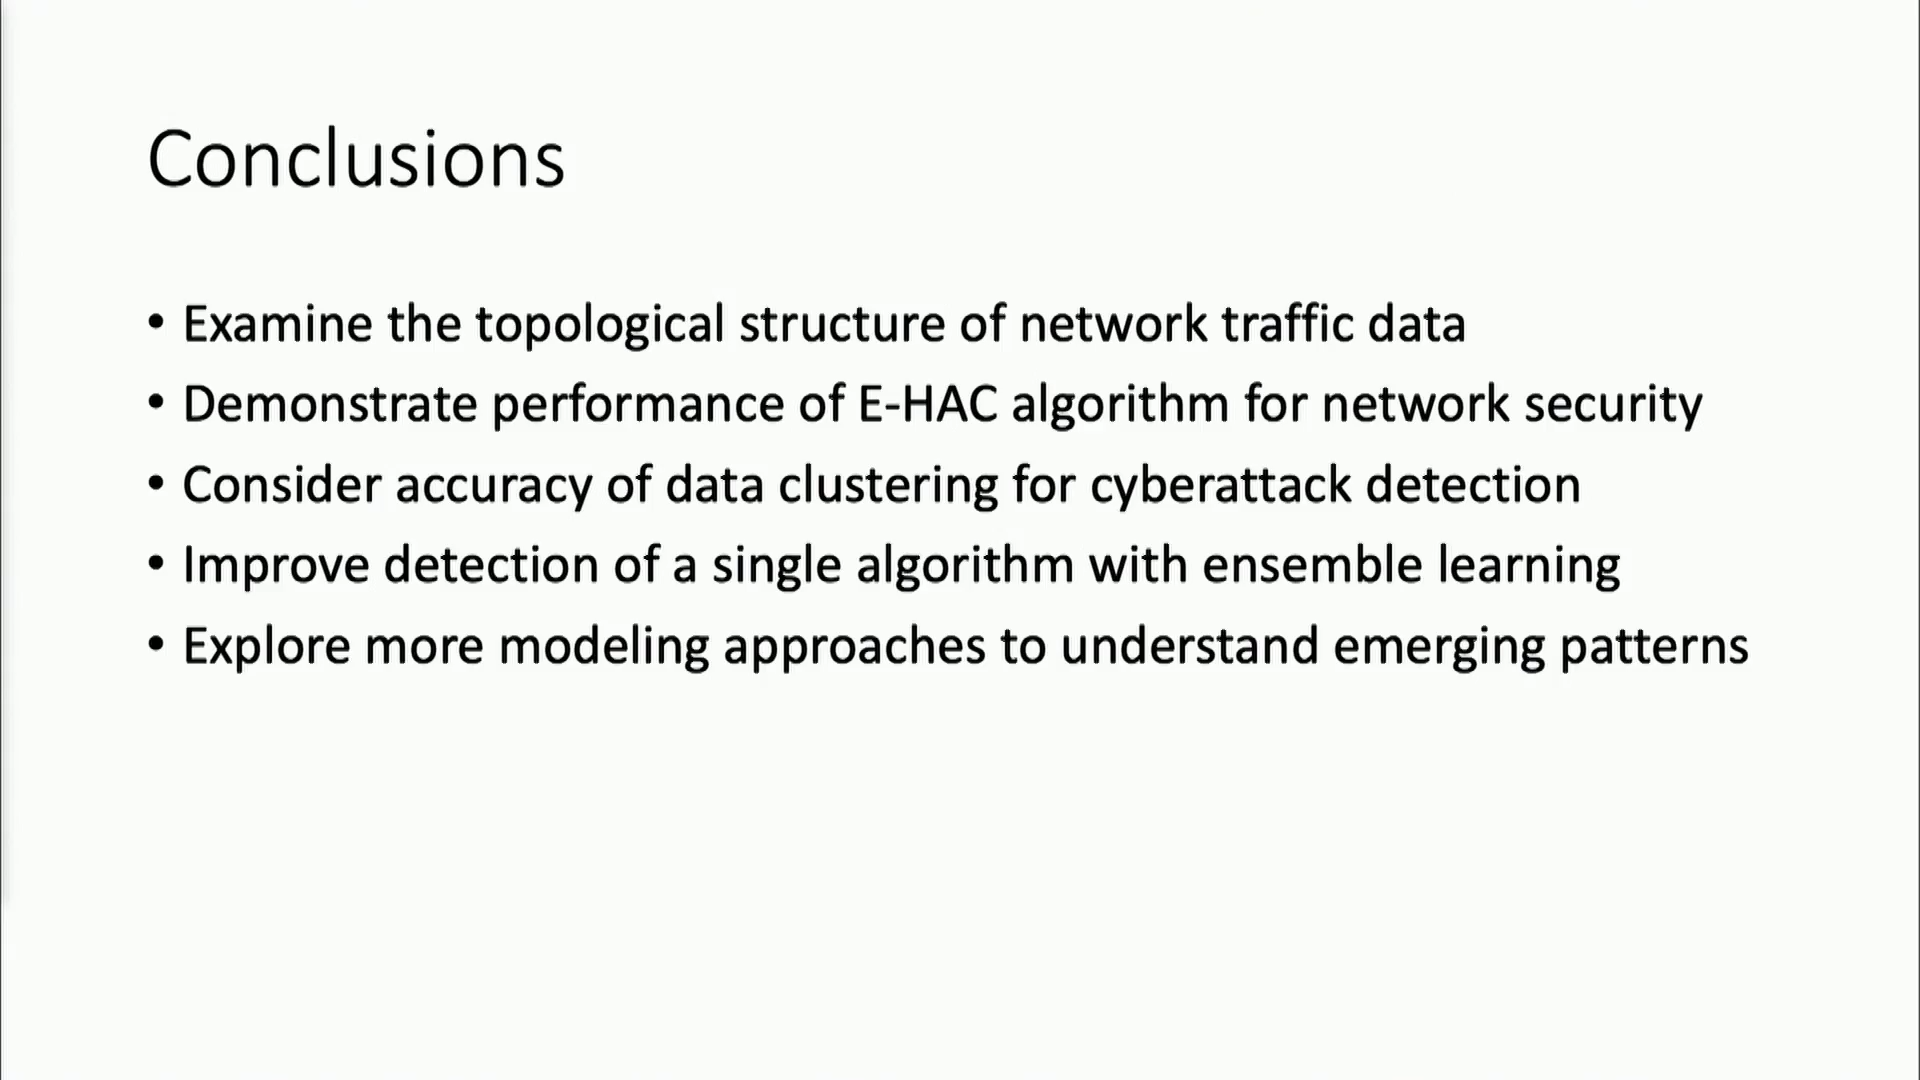 Conclusions
• Examine the topological structure of network traffic data
• Demonstrate performance of E-HAC algorithm for network security
• Consider accuracy of data clustering for cyberattack detection
• Improve detection of a single algorithm with ensemble learning
• Explore more modeling approaches to understand emerging patterns